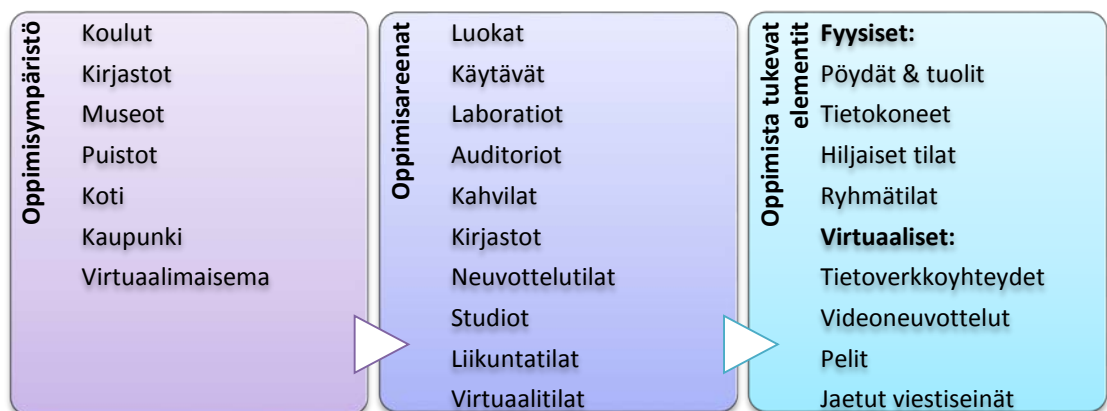 Oppimisympäristö
Koulut
Kirjastot
Museot
Puistot
Koti
Kaupunki
Virtuaalimaisema
Oppimisareenat
Luokat
Käytävät
Laboratiot
Auditoriot
Kahvilat
Kirjastot
Neuvottelutilat
Studiot
Liikuntatilat
Virtuaalitilat
Oppimista tukevat
elementit
Fyysiset:
Pöydät & tuolit
Tietokoneet
Hiljaiset tilat
Ryhmätilat
Virtuaaliset:
Tietoverkkoyhteydet
Videoneuvottelut
Pelit
Jaetut viestiseinät